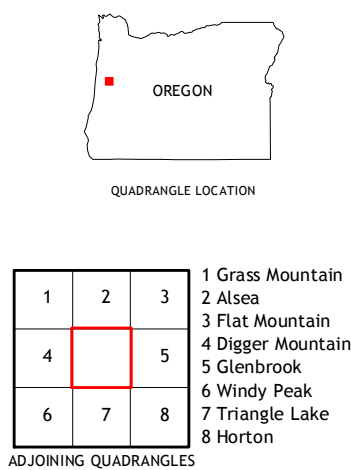 OREGON
QUADRANGLE LOCATION
1 2 3
4 5
6 7 8
1 Grass Mountain
2 Alsea
3 Flat Mountain
4 Digger Mountain
5 Glenbrook
6 Windy Peak
7 Triangle Lake
8 Horton
ADJOINING QUADRANGLES